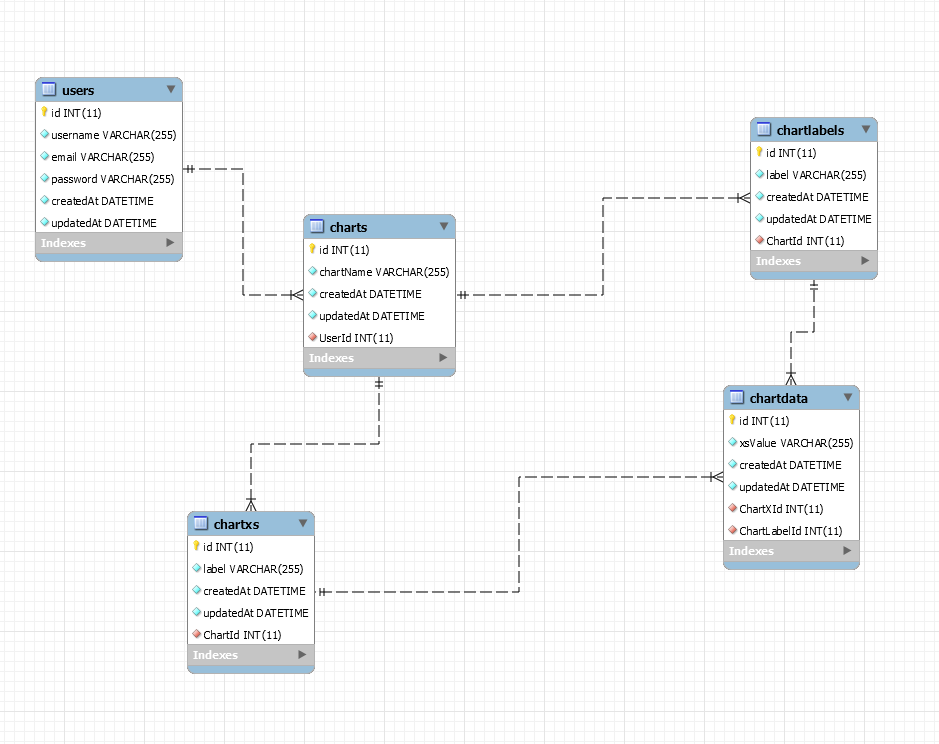 users
id INT(11)
username VARCHAR(255)
email VARCHAR(255)
password VARCHAR(255)
createdAt DATETIME
updatedAt DATETIME
Indexes
charts
id INT(11)
chartName VARCHAR(255)
createdAt DATETIME
updatedAt DATETIME
UserId INT(11)
Indexes
chartlabels
id INT(11)
label VARCHAR(255)
createdAt DATETIME
updatedAt DATETIME
ChartId INT(11)
Indexes
chartdata
id INT(11)
xsValue VARCHAR(255)
createdAt DATETIME
updatedAt DATETIME
ChartXId INT(11)
ChartLabelId INT(11)
Indexes
chartxs
id INT(11)
label VARCHAR(255)
createdAt DATETIME
updatedAt DATETIME
ChartId INT(11)
Indexes